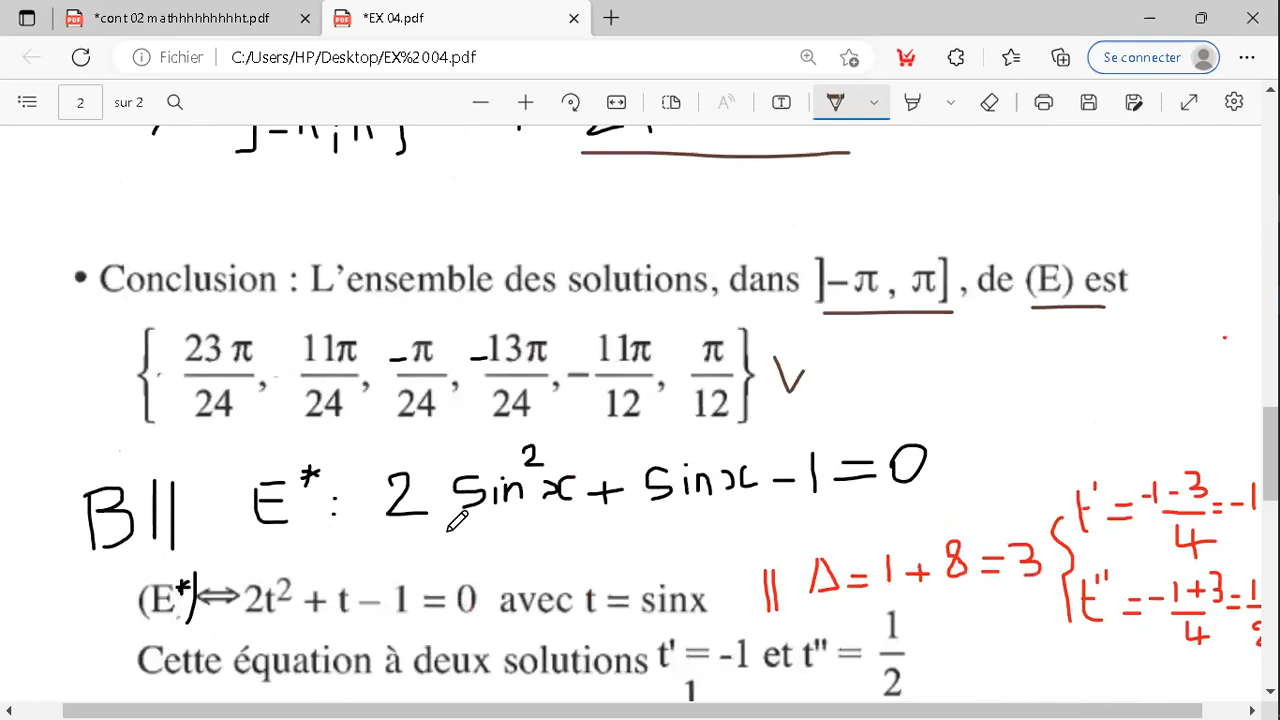 *cont 02 mathhhhhhhhht.pdf
*EX 04.pdf
Fichier
C:/Users/HP/Desktop/EX%2004.pdf
Se connecter
2 sur 2
]-π, π]
• Conclusion : L'ensemble des solutions, dans ]–π , π] , de (E) est
{ 23π/24, 11π/24, -π/24, -13π/24, -11π/12, π/12 }
B|| E* : 2 sin²x + sinx - 1 = 0
|| Δ = 1 + 8 = 3
t' = -1-3/4 = -1
t" = -1+3/4 = 1/2
(E*) ⇔ 2t² + t – 1 = 0 avec t = sinx
Cette équation à deux solutions t' = -1 et t" = 1/2
1